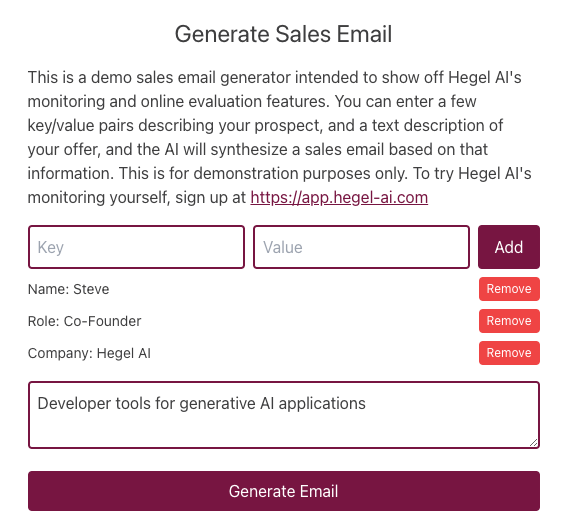 Generate Sales Email
This is a demo sales email generator intended to show off Hegel AI's
monitoring and online evaluation features. You can enter a few
key/value pairs describing your prospect, and a text description of
your offer, and the AI will synthesize a sales email based on that
information. This is for demonstration purposes only. To try Hegel AI's
monitoring yourself, sign up at https://app.hegel-ai.com
Key Value Add
Name: Steve Remove
Role: Co-Founder Remove
Company: Hegel AI Remove
Developer tools for generative AI applications
Generate Email